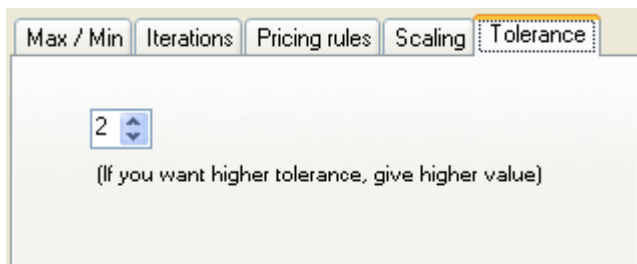 Max / Min Iterations Pricing rules Scaling Tolerance
2
(If you want higher tolerance, give higher value)